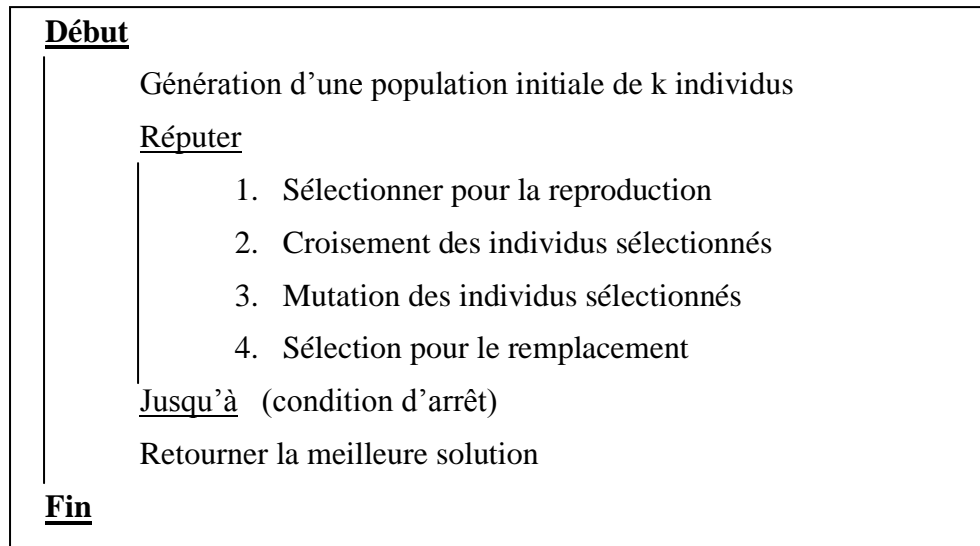 Début
Génération d’une population initiale de k individus
Réputer
1. Sélectionner pour la reproduction
2. Croisement des individus sélectionnés
3. Mutation des individus sélectionnés
4. Sélection pour le remplacement
Jusqu’à (condition d’arrêt)
Retourner la meilleure solution
Fin